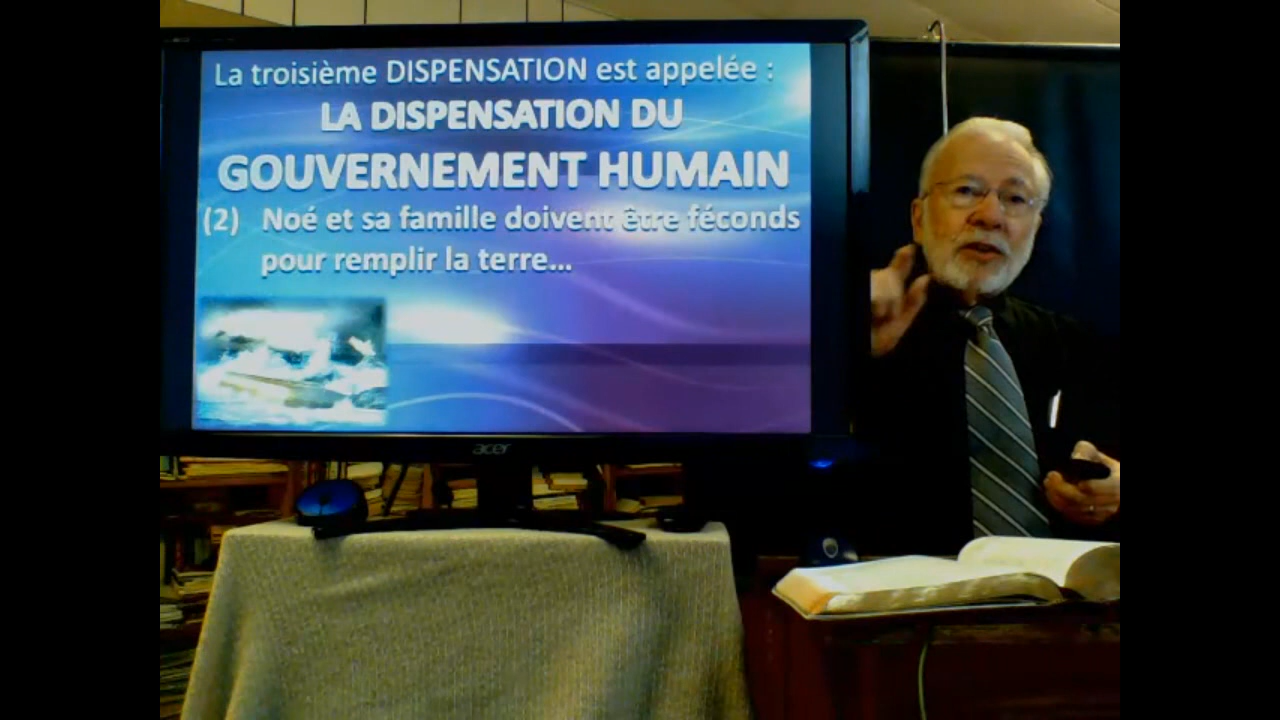 La troisième DISPENSATION est appelée :
LA DISPENSATION DU
GOUVERNEMENT HUMAIN
(2) Noé et sa famille doivent être féconds
pour remplir la terre...
acer